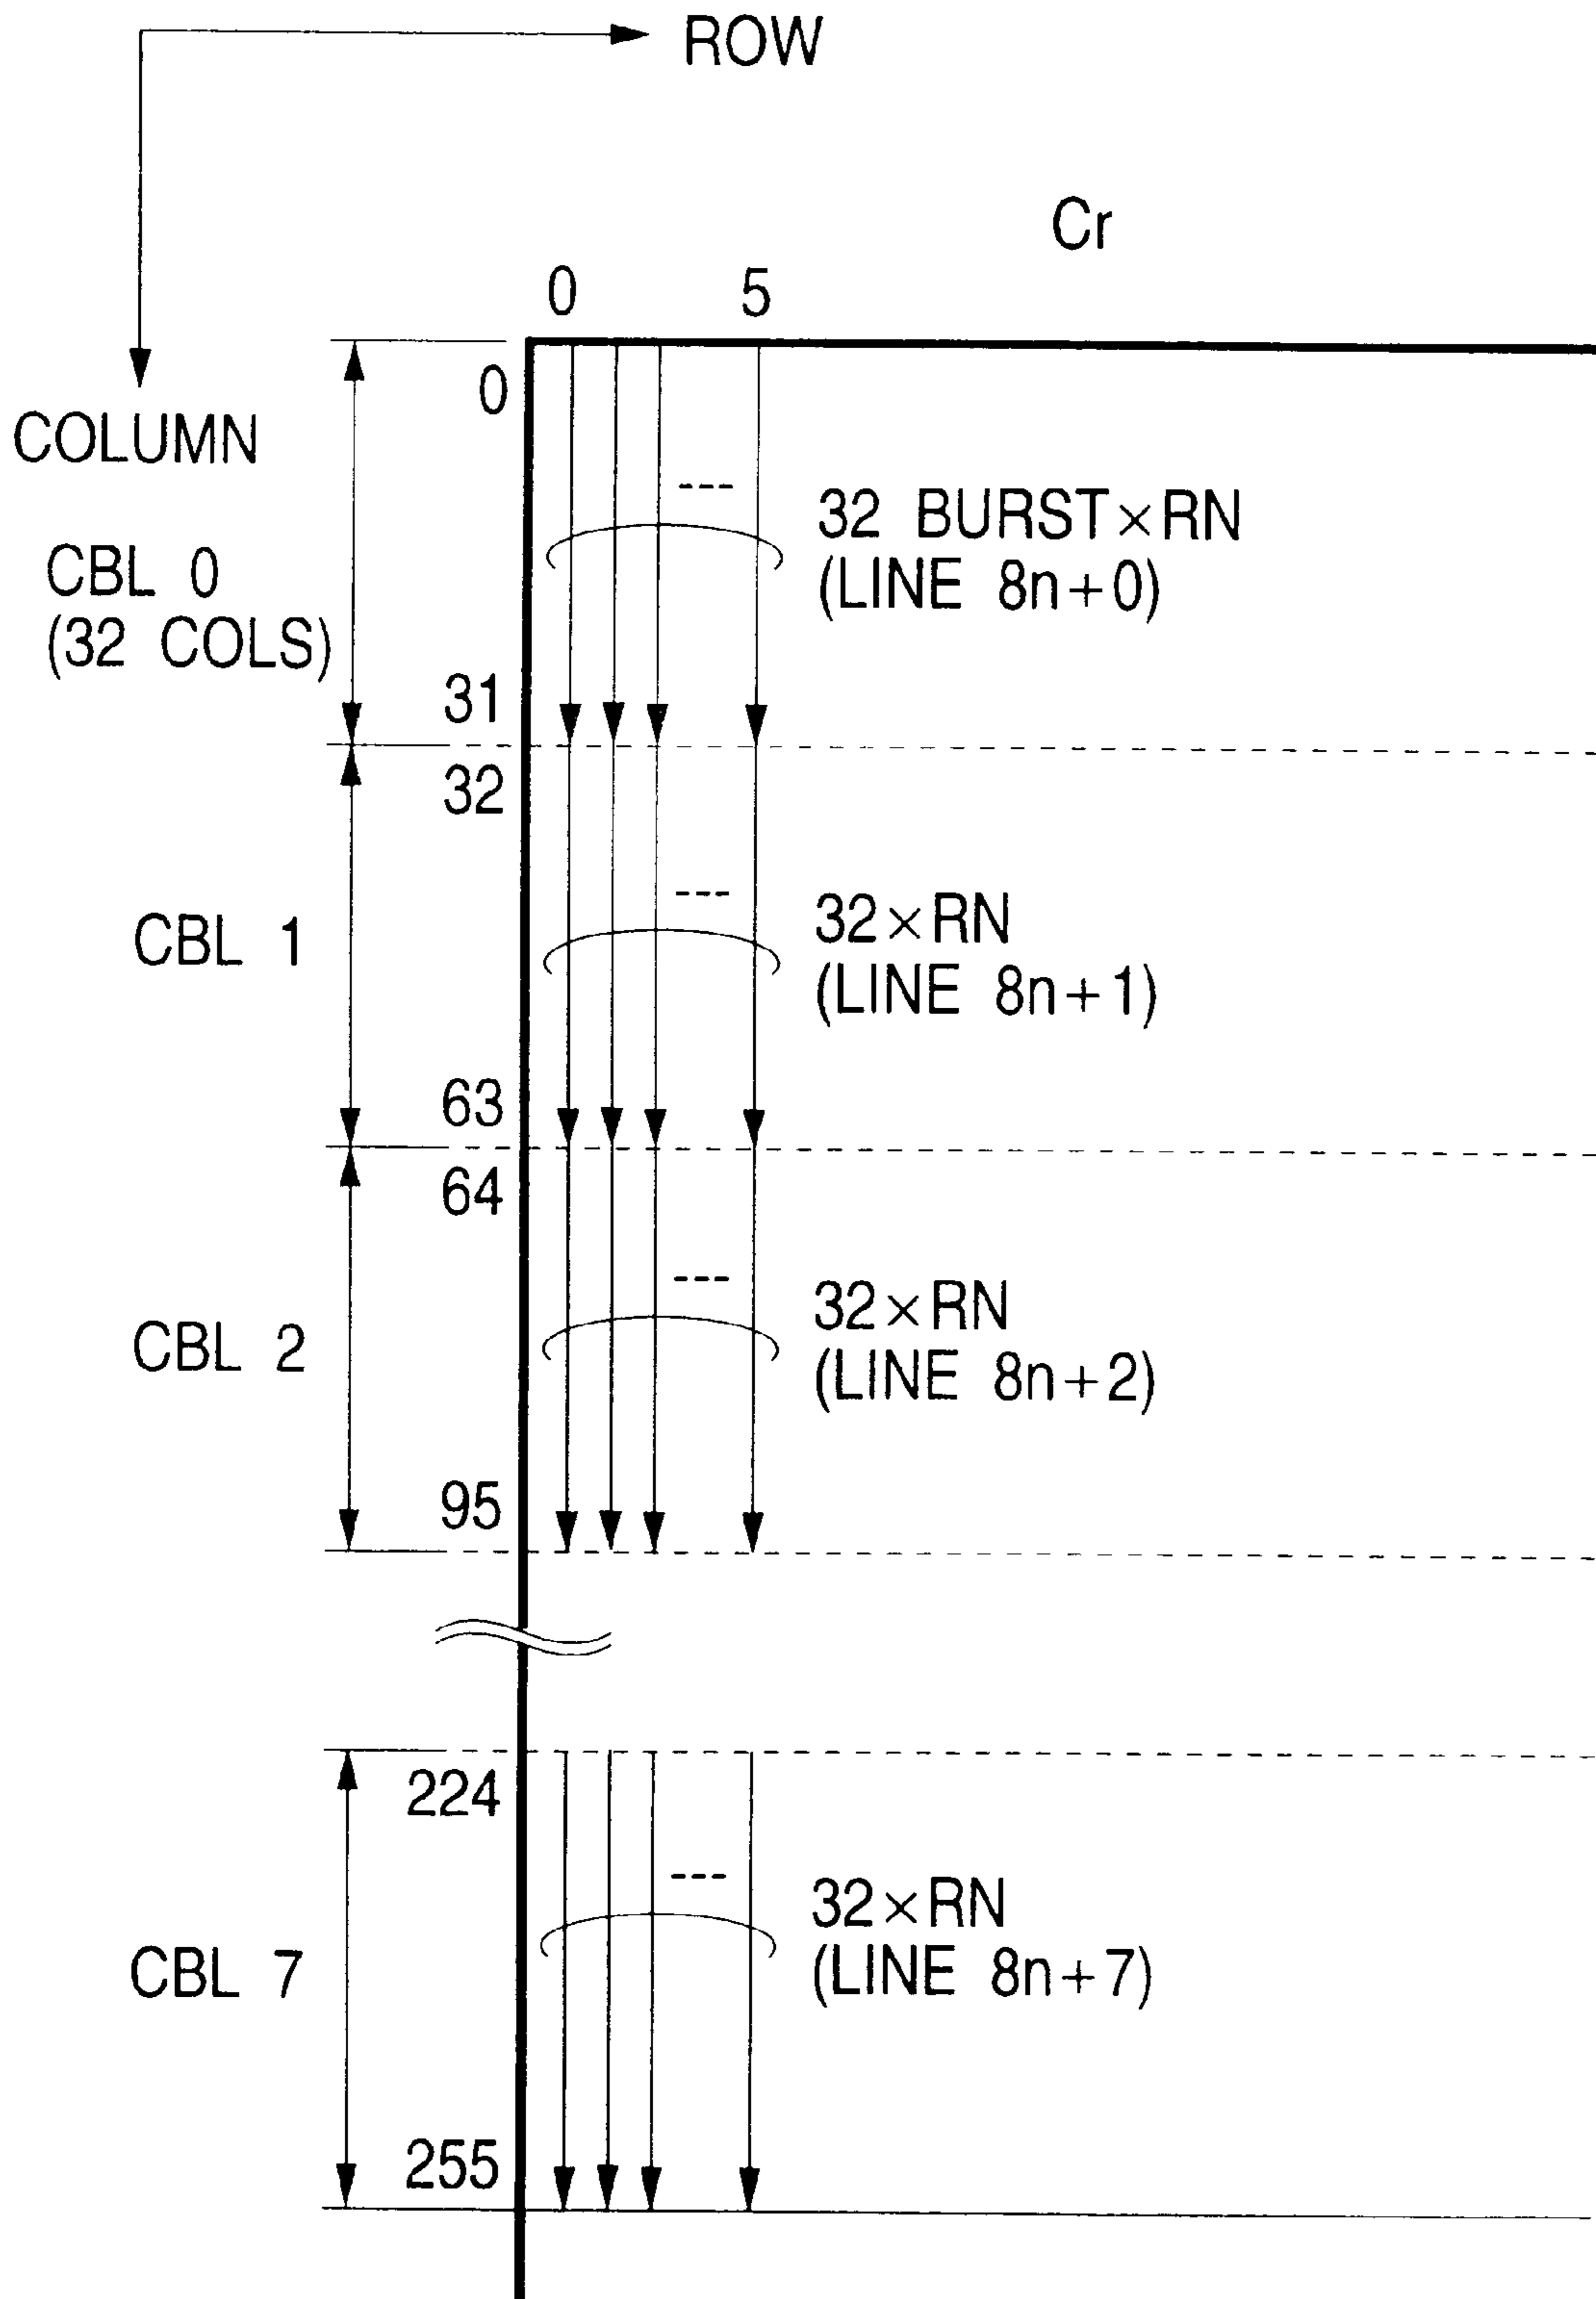 ROW
COLUMN
Cr
0 5
0
CBL 0
(32 COLS)
32 BURST×RN
(LINE 8n+0)
31
32
CBL 1
32×RN
(LINE 8n+1)
63
64
CBL 2
32×RN
(LINE 8n+2)
95
224
CBL 7
32×RN
(LINE 8n+7)
255